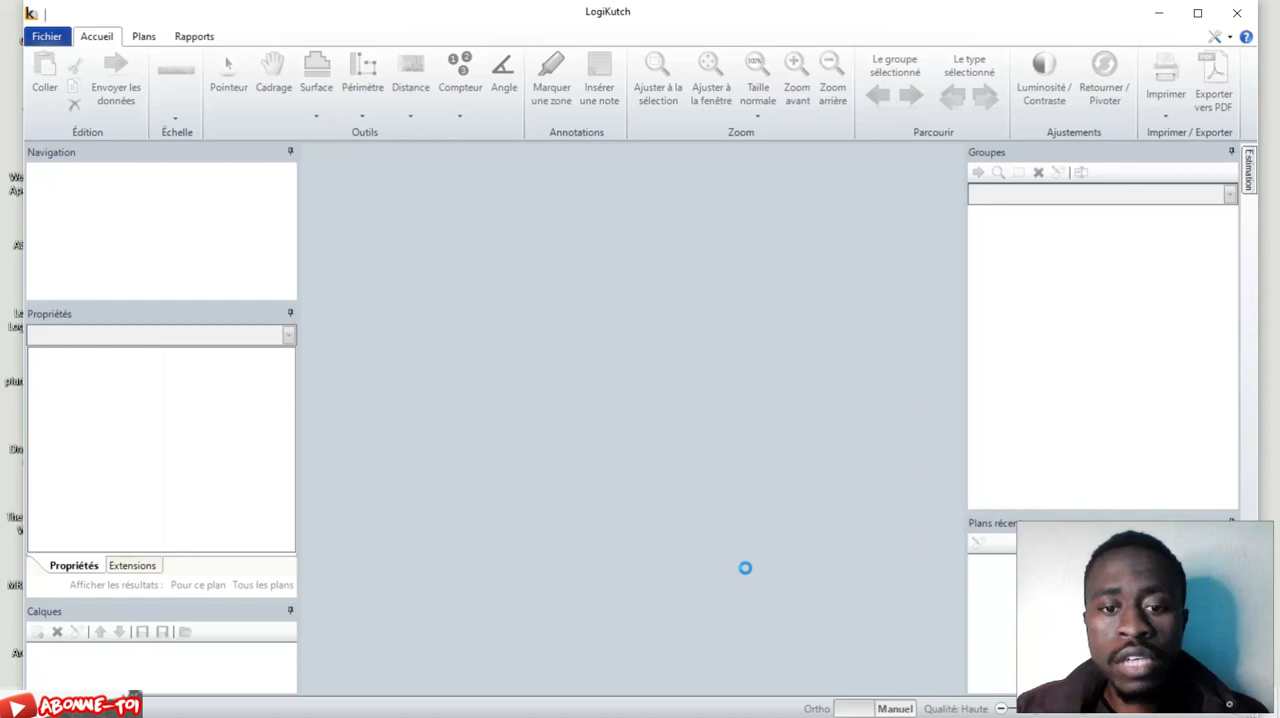 k LogiKutch
Fichier Accueil Plans Rapports
Coller Envoyer les données Pointeur Cadrage Surface Périmètre Distance Compteur Angle Marquer une zone Insérer une note Ajuster à la sélection Ajuster à la fenêtre Taille normale Zoom avant Zoom arrière Le groupe sélectionné Le type sélectionné Luminosité / Contraste Retourner / Pivoter Imprimer Exporter vers PDF
Édition Échelle Outils Annotations Zoom Parcourir Ajustements Imprimer / Exporter
Navigation
Groupes
Estimation
Propriétés
Plans récen
Propriétés Extensions
Afficher les résultats : Pour ce plan Tous les plans
Calques
ABONNE-TOI
Ortho Manuel Qualité: Haute